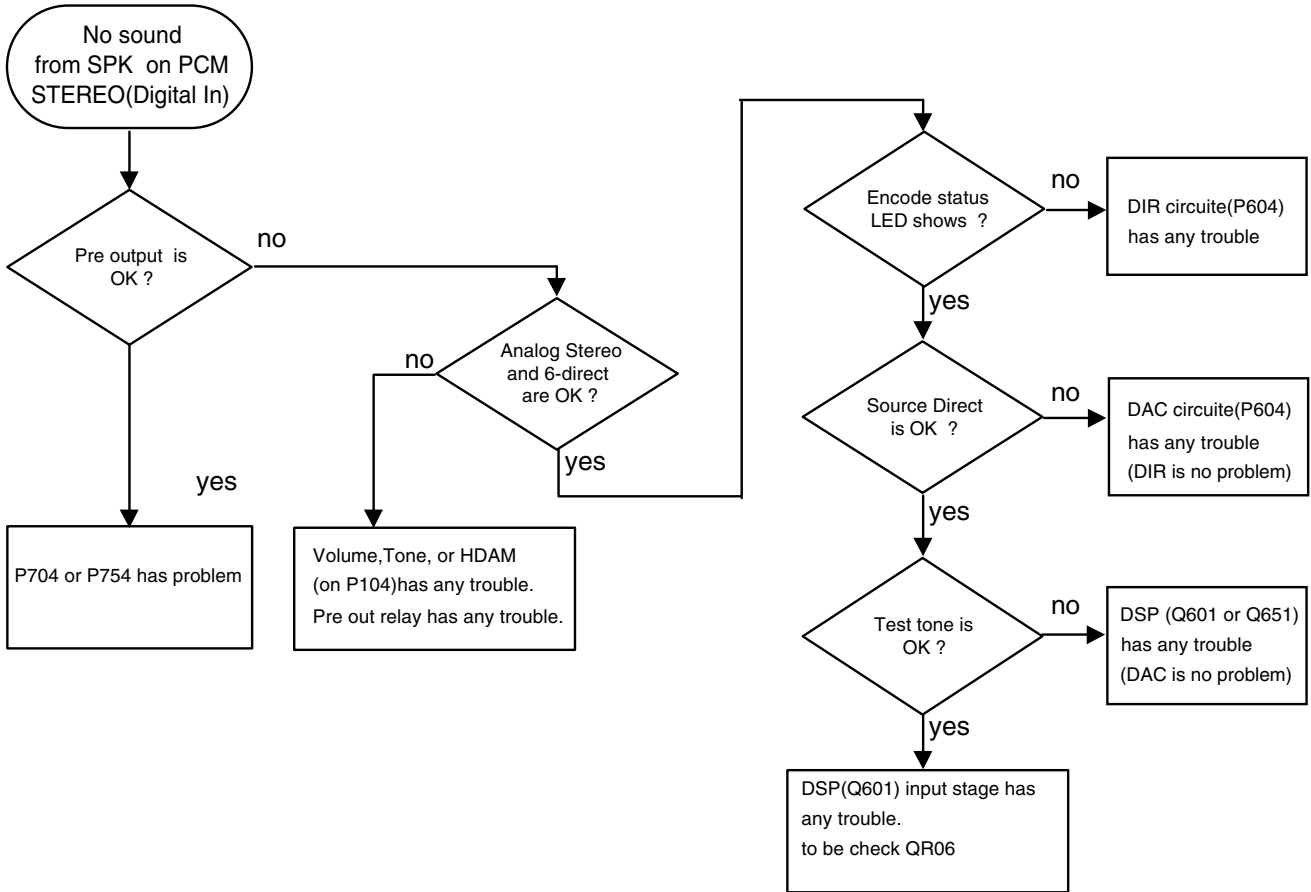 No sound
from SPK on PCM
STEREO(Digital In)
Pre output is
OK ?
no
yes
P704 or P754 has problem
Analog Stereo
and 6-direct
are OK ?
no
yes
Volume,Tone, or HDAM
(on P104)has any trouble.
Pre out relay has any trouble.
Encode status
LED shows ?
no
DIR circuite(P604)
has any trouble
yes
Source Direct
is OK ?
no
DAC circuite(P604)
has any trouble
(DIR is no problem)
yes
Test tone is
OK ?
no
DSP (Q601 or Q651)
has any trouble
(DAC is no problem)
yes
DSP(Q601) input stage has
any trouble.
to be check QR06